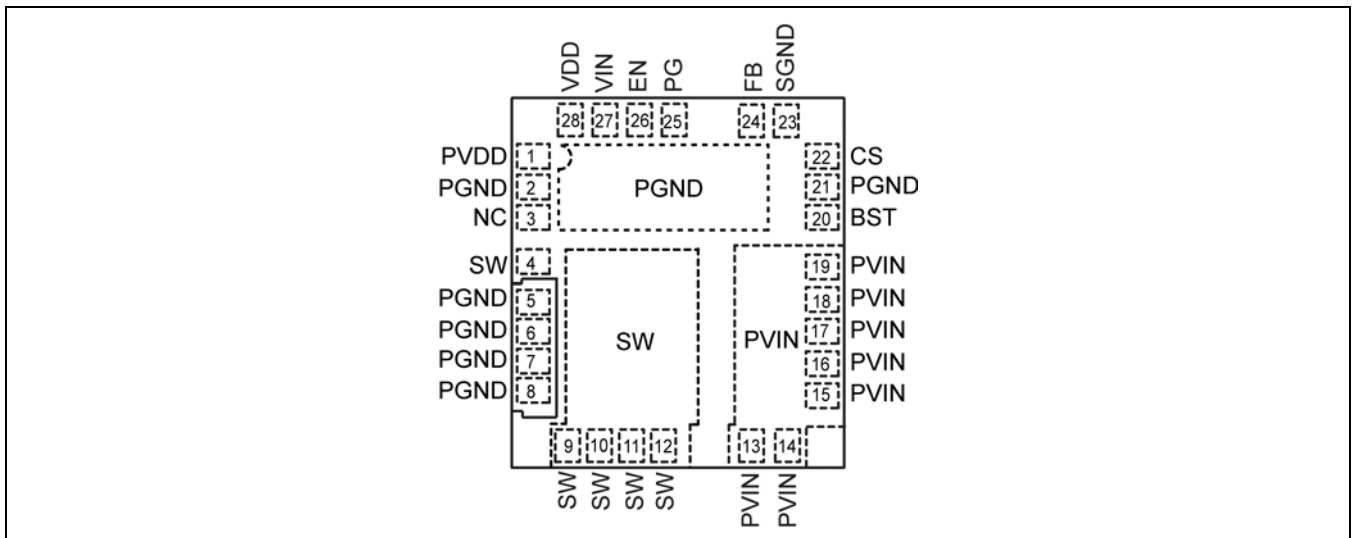 VDD VIN EN PG FB SGND
28 27 26 25 24 23
PVDD 1 22 CS
PGND 2 PGND 21 PGND
NC 3 20 BST
SW 4 19 PVIN
PGND 5 18 PVIN
PGND 6 SW PVIN 17 PVIN
PGND 7 16 PVIN
PGND 8 15 PVIN
9 10 11 12 13 14
SW SW SW SW PVIN PVIN